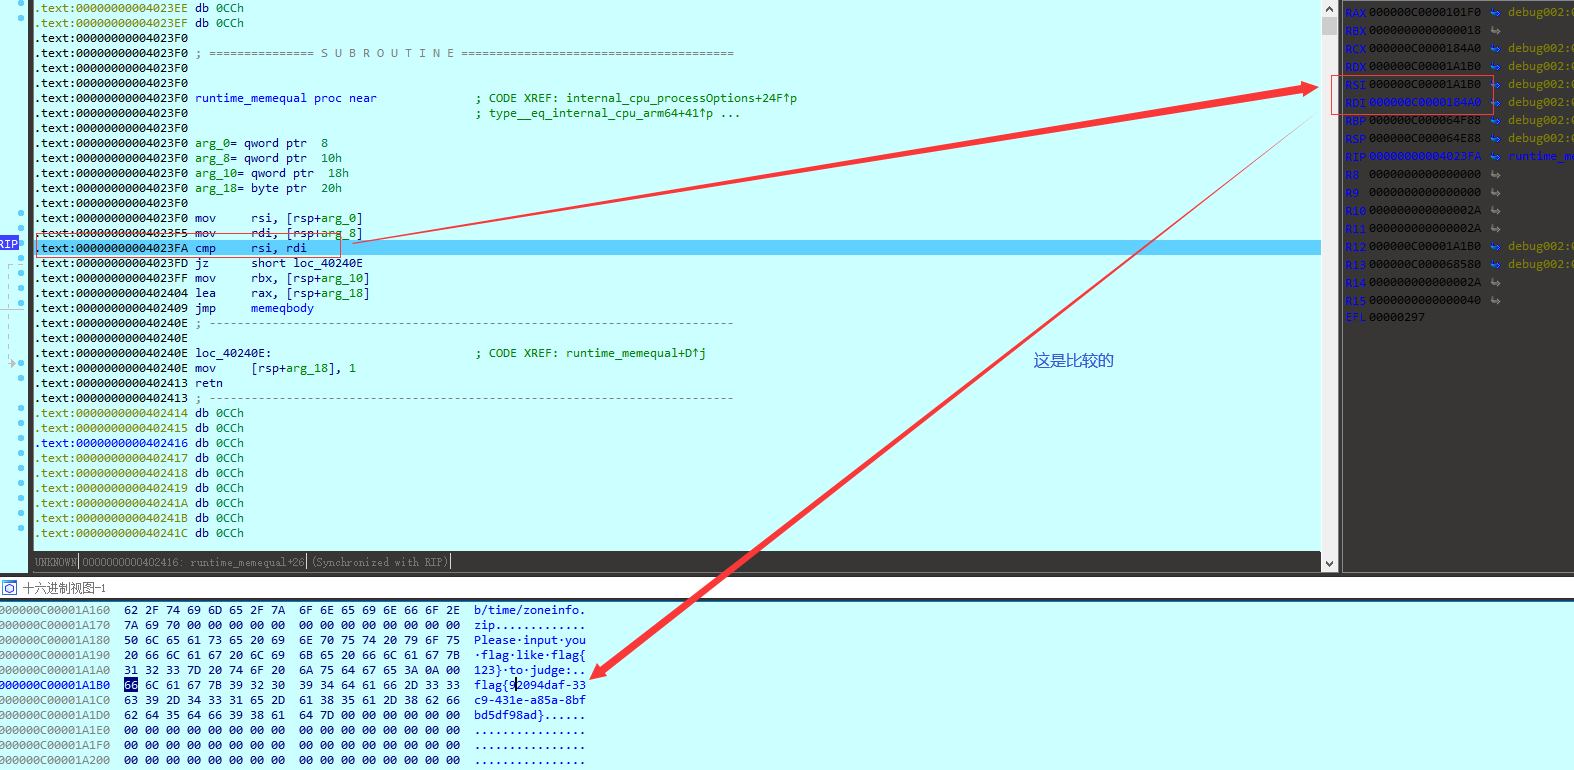 .text:00000000004023EE db 0CCh
.text:00000000004023EF db 0CCh
.text:00000000004023F0
.text:00000000004023F0 ; =============== S U B R O U T I N E =======================================
.text:00000000004023F0
.text:00000000004023F0
.text:00000000004023F0 runtime_memequal proc near ; CODE XREF: internal_cpu_processOptions+24F↑p
.text:00000000004023F0 ; type__eq_internal_cpu_arm64+41↑p ...
.text:00000000004023F0
.text:00000000004023F0 arg_0= qword ptr 8
.text:00000000004023F0 arg_8= qword ptr 10h
.text:00000000004023F0 arg_10= qword ptr 18h
.text:00000000004023F0 arg_18= byte ptr 20h
.text:00000000004023F0
.text:00000000004023F0 mov rsi, [rsp+arg_0]
.text:00000000004023F5 mov rdi, [rsp+arg_8]
RIP .text:00000000004023FA cmp rsi, rdi
.text:00000000004023FD jz short loc_40240E
.text:00000000004023FF mov rbx, [rsp+arg_10]
.text:0000000000402404 lea rax, [rsp+arg_18]
.text:0000000000402409 jmp memeqbody
.text:000000000040240E ; ---------------------------------------------------------------------------
.text:000000000040240E
.text:000000000040240E loc_40240E: ; CODE XREF: runtime_memequal+D↑j
.text:000000000040240E mov [rsp+arg_18], 1
.text:0000000000402413 retn
.text:0000000000402413 ; ---------------------------------------------------------------------------
.text:0000000000402414 db 0CCh
.text:0000000000402415 db 0CCh
.text:0000000000402416 db 0CCh
.text:0000000000402417 db 0CCh
.text:0000000000402418 db 0CCh
.text:0000000000402419 db 0CCh
.text:000000000040241A db 0CCh
.text:000000000040241B db 0CCh
.text:000000000040241C db 0CCh
UNKNOWN 0000000000402416: runtime_memequal+26 (Synchronized with RIP)
RAX 000000C0000101F0 debug002:
RBX 0000000000000018
RCX 000000C0000184A0 debug002:
RDX 000000C00001A1B0 debug002:
RSI 000000C00001A1B0 debug002:
RDI 000000C0000184A0 debug002:
RBP 000000C000064F88 debug002:
RSP 000000C000064E88 debug002:
RIP 00000000004023FA runtime_m
R8 0000000000000000
R9 0000000000000000
R10 000000000000002A
R11 000000000000002A
R12 000000C00001A1B0 debug002:
R13 000000C000068580 debug002:
R14 000000000000002A
R15 0000000000000040
EFL 00000297
这是比较的
十六进制视图-1
000000C00001A160 62 2F 74 69 6D 65 2F 7A 6F 6E 65 69 6E 66 6F 2E b/time/zoneinfo.
000000C00001A170 7A 69 70 00 00 00 00 00 00 00 00 00 00 00 00 00 zip.............
000000C00001A180 50 6C 65 61 73 65 20 69 6E 70 75 74 20 79 6F 75 Please·input·you
000000C00001A190 20 66 6C 61 67 20 6C 69 6B 65 20 66 6C 61 67 7B ·flag·like·flag{
000000C00001A1A0 31 32 33 7D 20 74 6F 20 6A 75 64 67 65 3A 0A 00 123}·to·judge:..
000000C00001A1B0 66 6C 61 67 7B 39 32 30 39 34 64 61 66 2D 33 33 flag{92094daf-33
000000C00001A1C0 63 39 2D 34 33 31 65 2D 61 38 35 61 2D 38 62 66 c9-431e-a85a-8bf
000000C00001A1D0 62 64 35 64 66 39 38 61 64 7D 00 00 00 00 00 00 bd5df98ad}......
000000C00001A1E0 00 00 00 00 00 00 00 00 00 00 00 00 00 00 00 00 ................
000000C00001A1F0 00 00 00 00 00 00 00 00 00 00 00 00 00 00 00 00 ................
000000C00001A200 00 00 00 00 00 00 00 00 00 00 00 00 00 00 00 00 ................